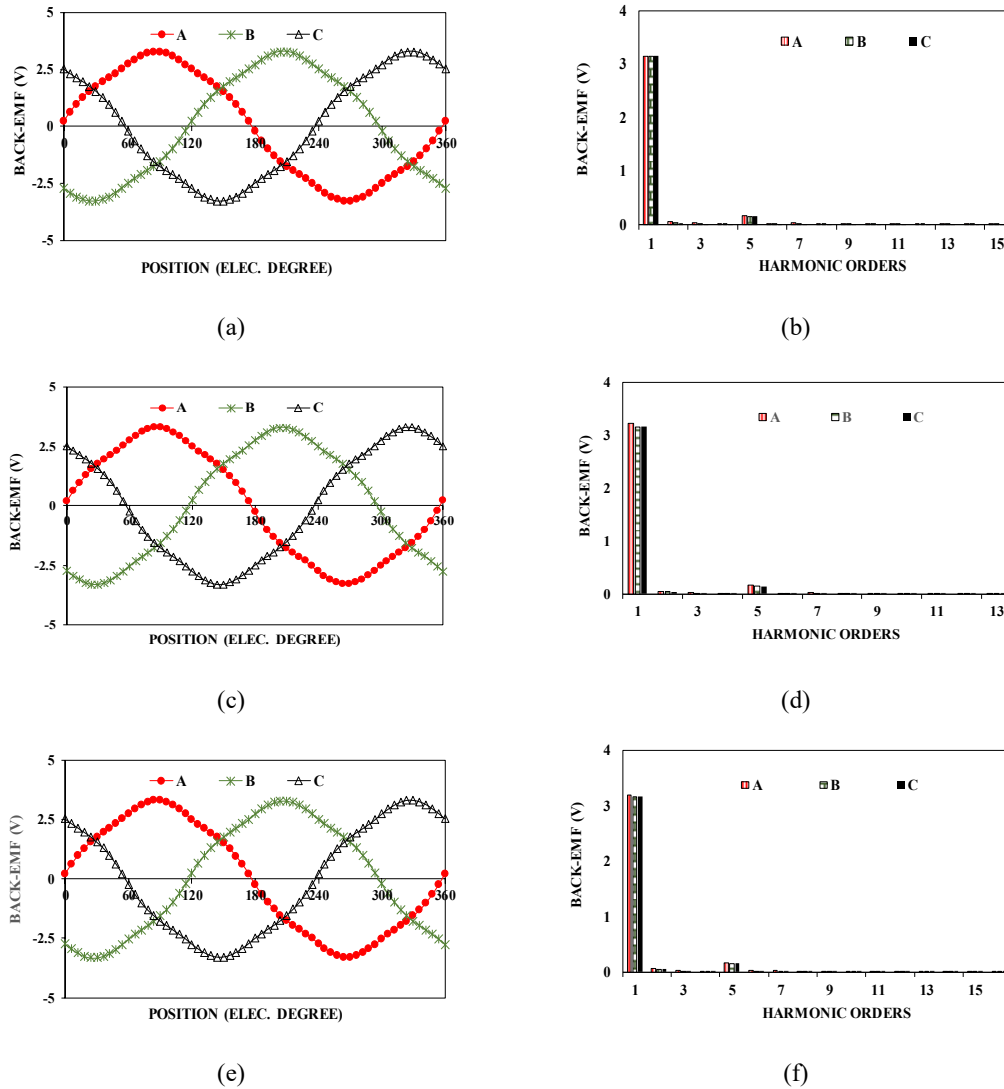 5
A B C
2.5
0
0 60 120 180 240 300 360
-2.5
-5
BACK-EMF (V)
POSITION (ELEC. DEGREE)
(a)
4
A B C
3
2
1
0
1 3 5 7 9 11 13 15
BACK-EMF (V)
HARMONIC ORDERS
(b)
5
A B C
2.5
0
0 60 120 180 240 300 360
-2.5
-5
BACK-EMF (V)
POSITION (ELEC. DEGREE)
(c)
4
A B C
3
2
1
0
1 3 5 7 9 11 13
BACK-EMF (V)
HARMONIC ORDERS
(d)
5
A B C
2.5
0
0 60 120 180 240 300 360
-2.5
-5
BACK-EMF (V)
POSITION (ELEC. DEGREE)
(e)
4
A B C
3
2
1
0
1 3 5 7 9 11 13 15
BACK-EMF (V)
HARMONIC ORDERS
(f)